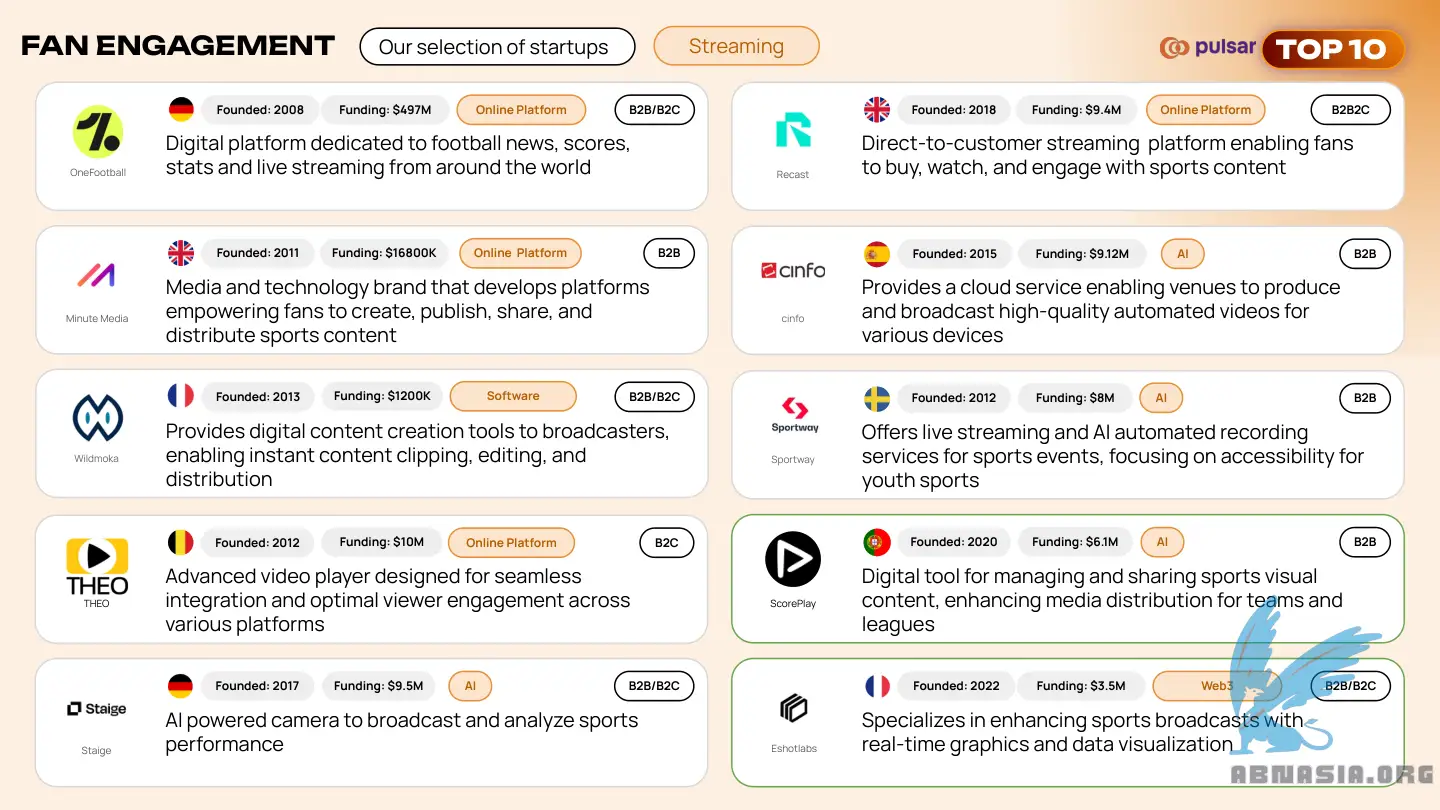 FAN ENGAGEMENT
Our selection of startups
Streaming
pulsar
TOP 10
OneFootball
Founded: 2008
Funding: $497M
Online Platform
B2B/B2C
Digital platform dedicated to football news, scores,
stats and live streaming from around the world
Minute Media
Founded: 2011
Funding: $16800K
Online Platform
B2B
Media and technology brand that develops platforms
empowering fans to create, publish, share, and
distribute sports content
Wildmoka
Founded: 2013
Funding: $1200K
Software
B2B/B2C
Provides digital content creation tools to broadcasters,
enabling instant content clipping, editing, and
distribution
THEO
THEO
Founded: 2012
Funding: $10M
Online Platform
B2C
Advanced video player designed for seamless
integration and optimal viewer engagement across
various platforms
Staige
Staige
Founded: 2017
Funding: $9.5M
AI
B2B/B2C
AI powered camera to broadcast and analyze sports
performance
Recast
Founded: 2018
Funding: $9.4M
Online Platform
B2B2C
Direct-to-customer streaming platform enabling fans
to buy, watch, and engage with sports content
cinfo
cinfo
Founded: 2015
Funding: $9.12M
AI
B2B
Provides a cloud service enabling venues to produce
and broadcast high-quality automated videos for
various devices
Sportway
Sportway
Founded: 2012
Funding: $8M
AI
B2B
Offers live streaming and AI automated recording
services for sports events, focusing on accessibility for
youth sports
ScorePlay
Founded: 2020
Funding: $6.1M
AI
B2B
Digital tool for managing and sharing sports visual
content, enhancing media distribution for teams and
leagues
Eshotlabs
Founded: 2022
Funding: $3.5M
Web3
B2B/B2C
Specializes in enhancing sports broadcasts with
real-time graphics and data visualization
ABNASIA.ORG